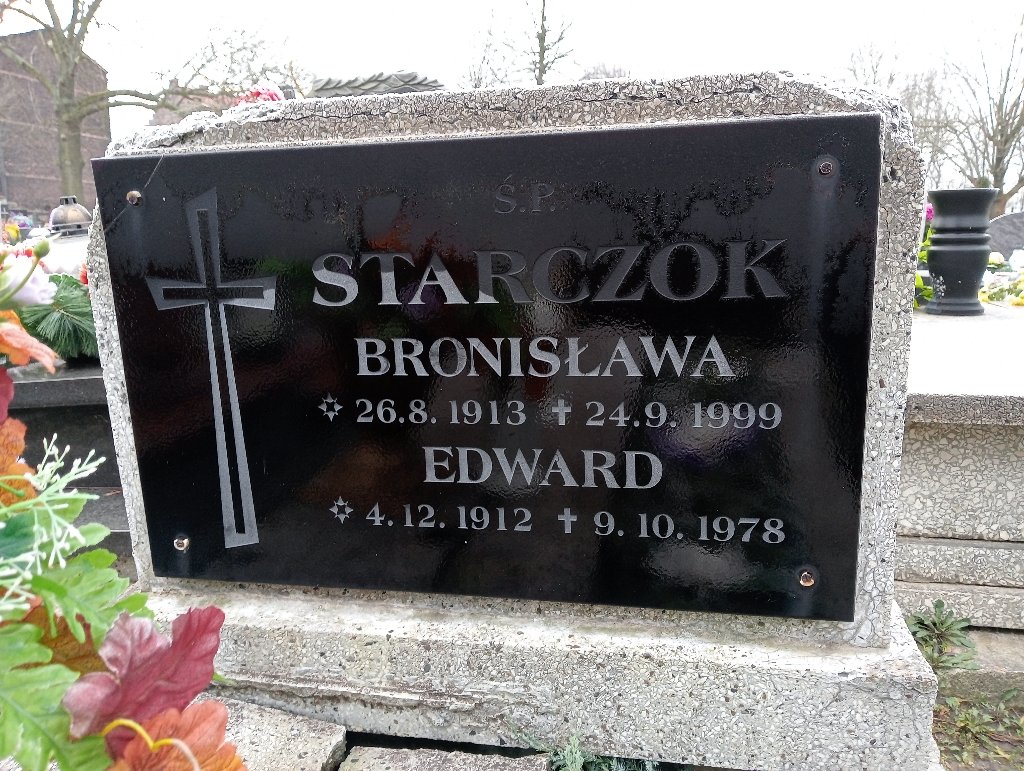 Ś.P.
STARCZOK
BRONISŁAWA
✡ 26.8.1913 ✝ 24.9.1999
EDWARD
✡ 4.12.1912 ✝ 9.10.1978